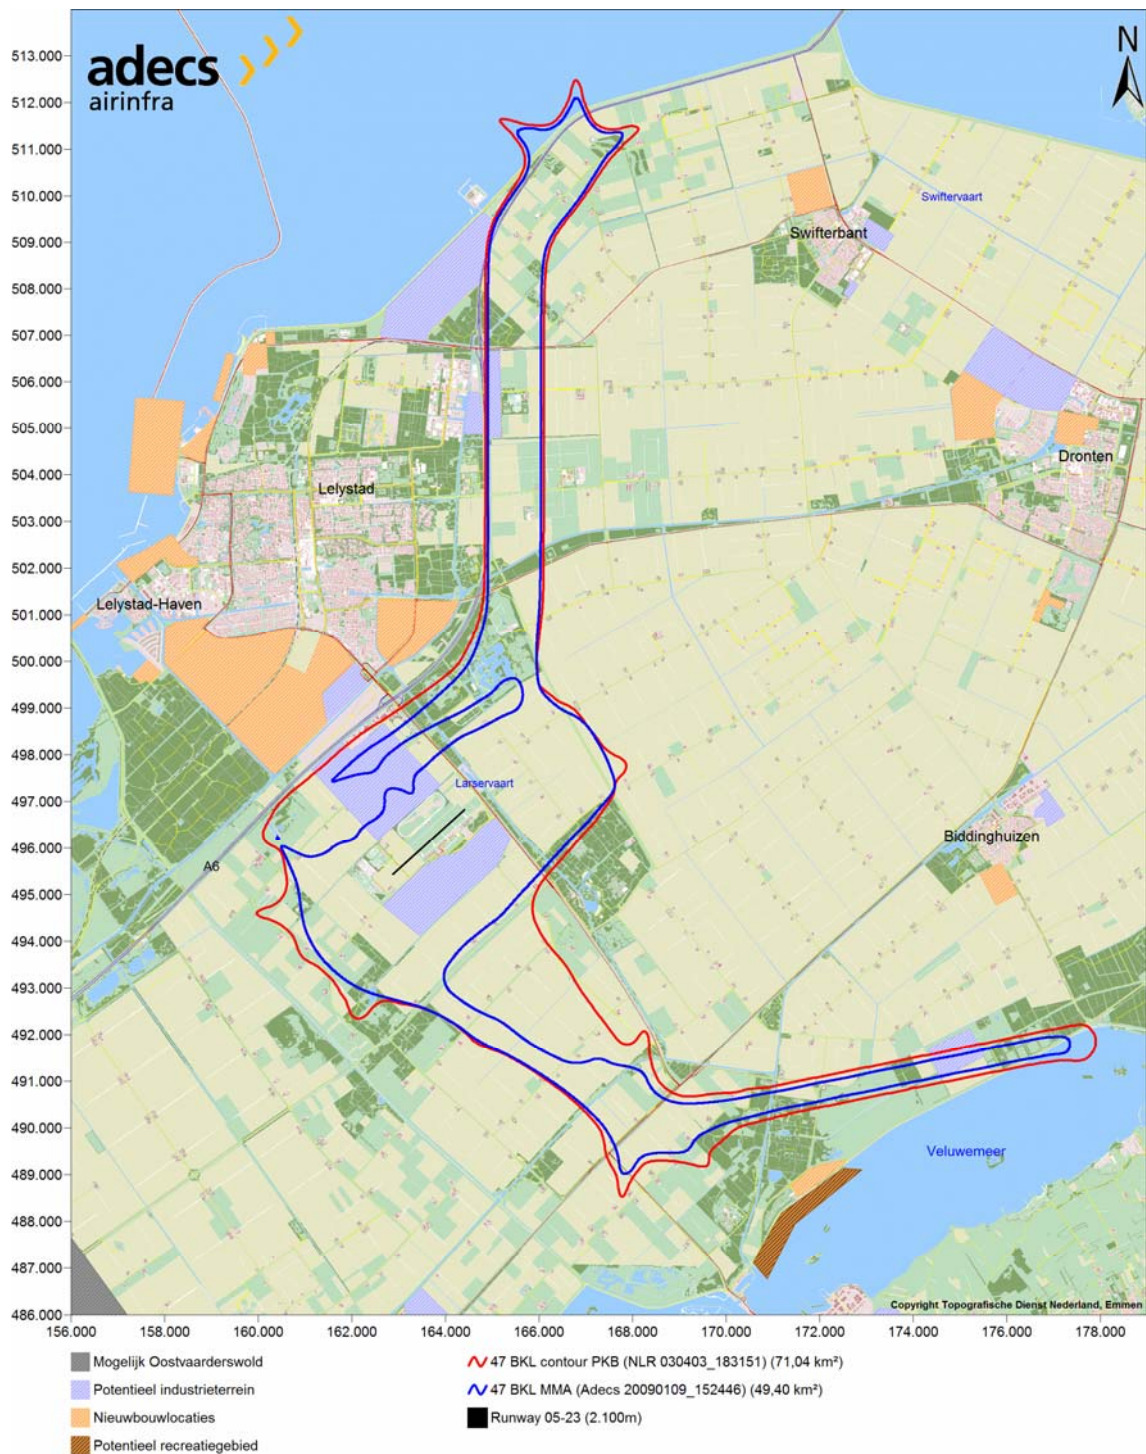 adecs
airinfra
N
513.000
512.000
511.000
510.000
509.000
508.000
507.000
506.000
505.000
504.000
503.000
502.000
501.000
500.000
499.000
498.000
497.000
496.000
495.000
494.000
493.000
492.000
491.000
490.000
489.000
488.000
487.000
486.000
Swiftervaart
Swifterbant
Dronten
Lelystad
Lelystad-Haven
Larservaart
Biddinghuizen
A6
Veluwemeer
Copyright Topografische Dienst Nederland, Emmen
156.000 158.000 160.000 162.000 164.000 166.000 168.000 170.000 172.000 174.000 176.000 178.000
Mogelijk Oostvaarderswold
Potentieel industrieterrein
Nieuwbouwlocaties
Potentieel recreatiegebied
47 BKL contour PKB (NLR 030403_183151) (71,04 km²)
47 BKL MMA (Adecs 20090109_152446) (49,40 km²)
Runway 05-23 (2.100m)